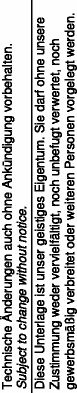 Technische Änderungen auch ohne Ankündigung vorbehalten.
Subject to change without notice.
Diese Unterlage ist unser geistiges Eigentum. Sie darf ohne unsere
Zustimmung weder vervielfältigt, noch unbefugt verwertet, noch
gewerbsmäßig verbreitet oder weiteren Personen vorgelegt werden.